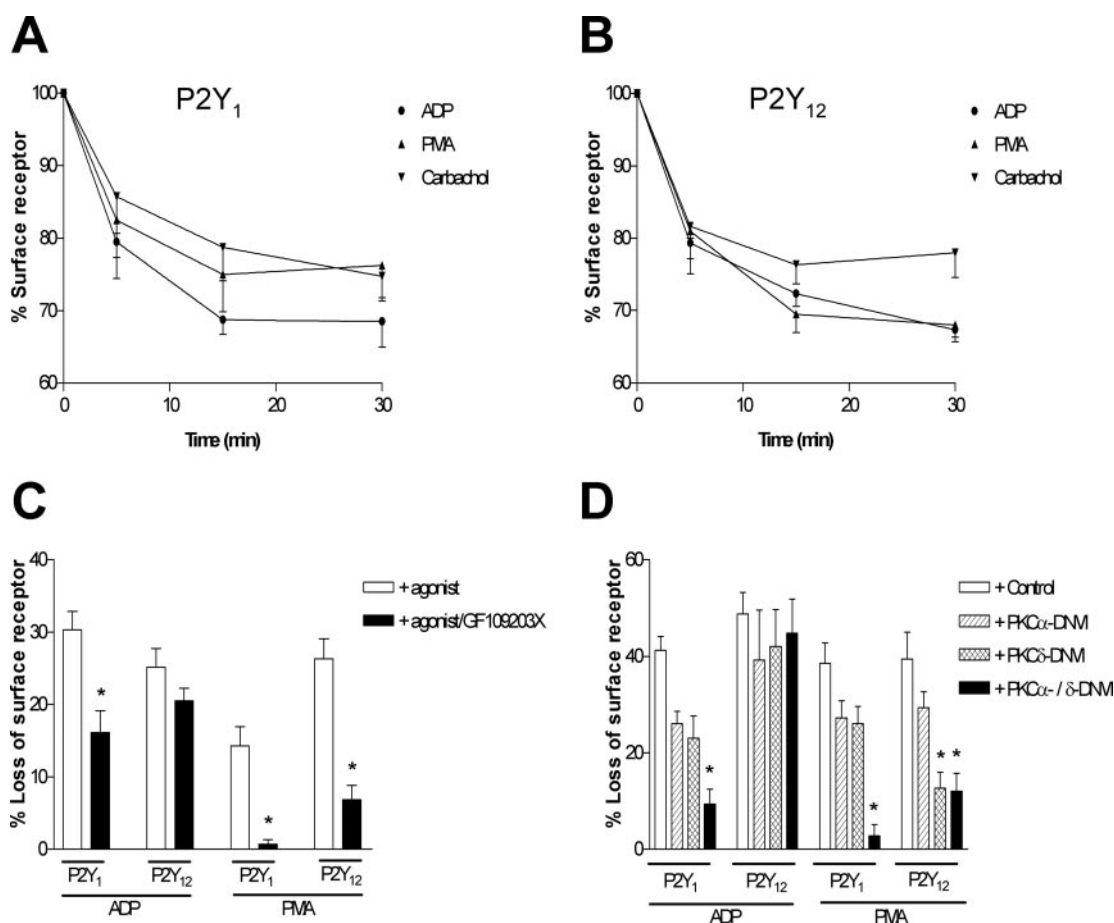 A
P2Y1
ADP
PMA
Carbachol
% Surface receptor
100
90
80
70
60
0
10
20
30
Time (min)
B
P2Y12
ADP
PMA
Carbachol
% Surface receptor
100
90
80
70
60
0
10
20
30
Time (min)
C
% Loss of surface receptor
40
30
20
10
0
+ agonist
+ agonist/GF109203X
* * *
P2Y1 P2Y12 P2Y1 P2Y12
ADP PMA
D
% Loss of surface receptor
60
40
20
0
+ Control
+ PKCα-DNM
+ PKCδ-DNM
+ PKCα- / δ-DNM
* * * *
P2Y1 P2Y12 P2Y1 P2Y12
ADP PMA